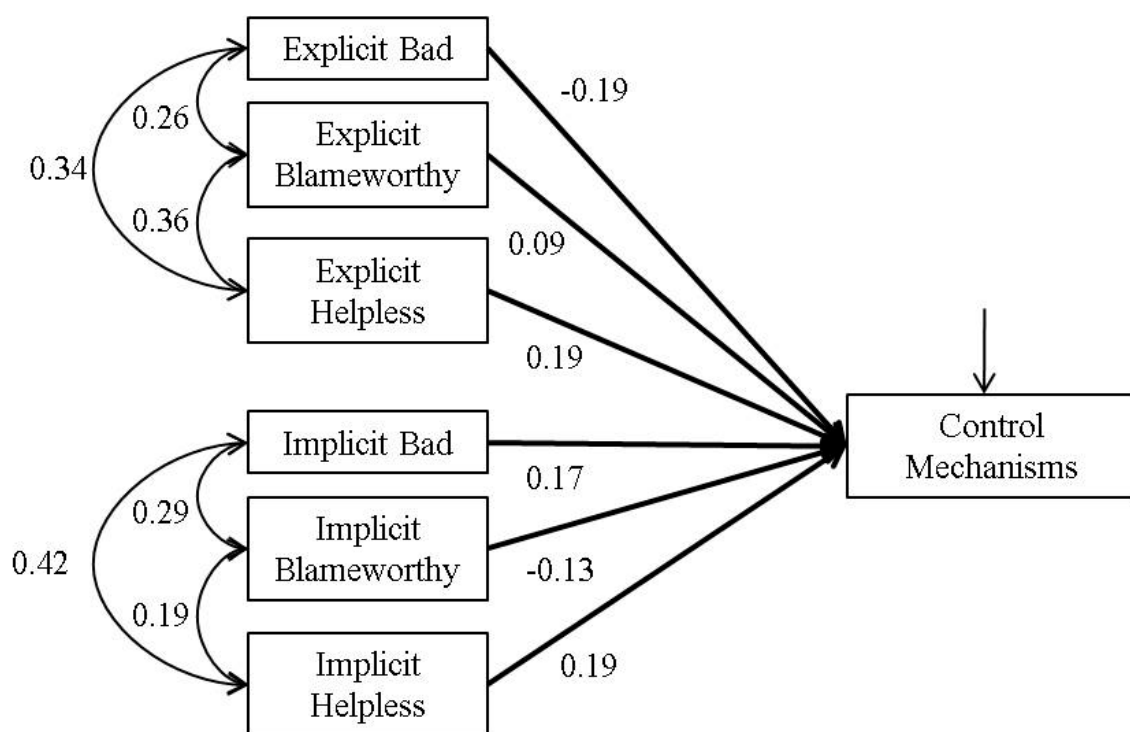 Explicit Bad
-0.19
0.26
Explicit
Blameworthy
0.34
0.36
0.09
Explicit
Helpless
0.19
Implicit Bad
Control
Mechanisms
0.17
0.29
Implicit
Blameworthy
0.42
-0.13
0.19
Implicit
Helpless
0.19